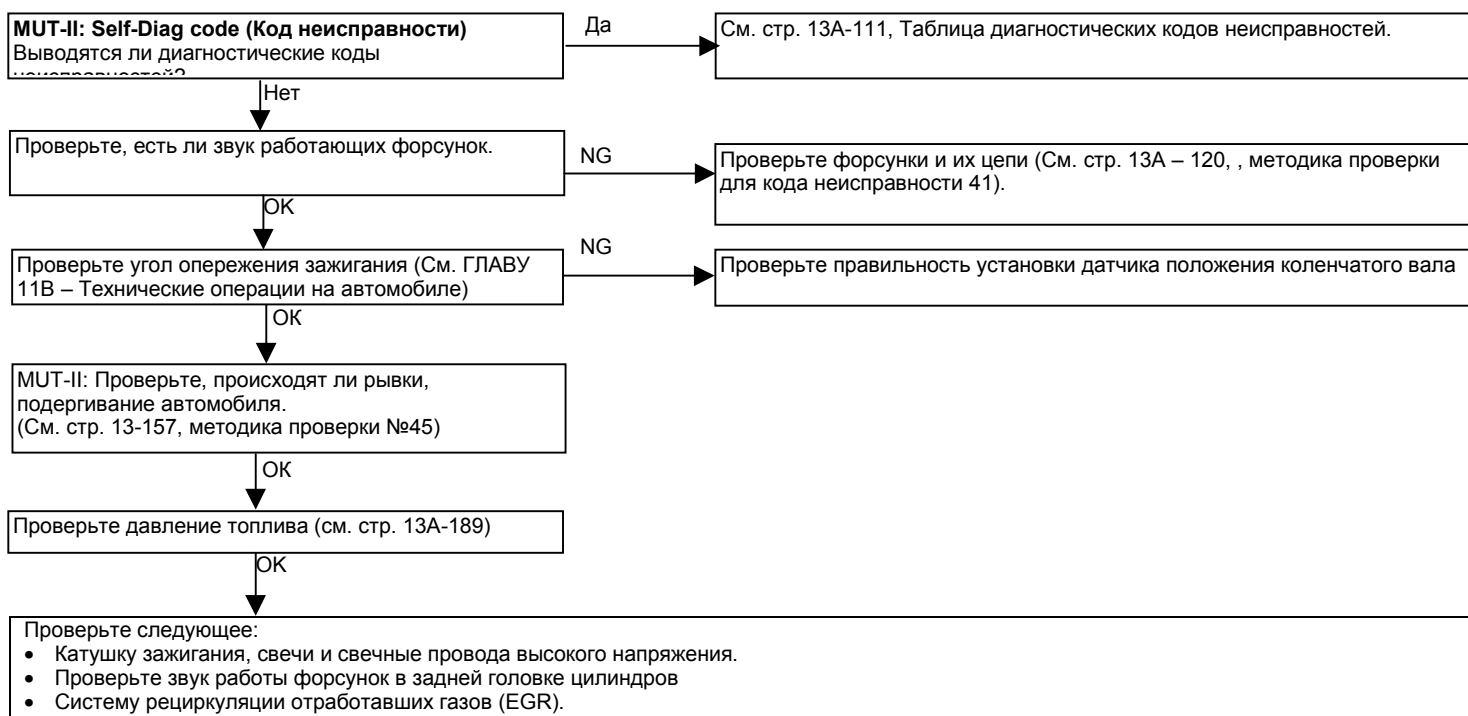 MUT-II: Self-Diag code (Код неисправности)
Выводятся ли диагностические коды
неисправностей?
Да
См. стр. 13A-111, Таблица диагностических кодов неисправностей.
Нет
Проверьте, есть ли звук работающих форсунок.
NG
Проверьте форсунки и их цепи (См. стр. 13A – 120, , методика проверки
для кода неисправности 41).
OK
Проверьте угол опережения зажигания (См. ГЛАВУ
11B – Технические операции на автомобиле)
NG
Проверьте правильность установки датчика положения коленчатого вала
OK
MUT-II: Проверьте, происходят ли рывки,
подергивание автомобиля.
(См. стр. 13-157, методика проверки №45)
OK
Проверьте давление топлива (см. стр. 13A-189)
OK
Проверьте следующее:
• Катушку зажигания, свечи и свечные провода высокого напряжения.
• Проверьте звук работы форсунок в задней головке цилиндров
• Систему рециркуляции отработавших газов (EGR).